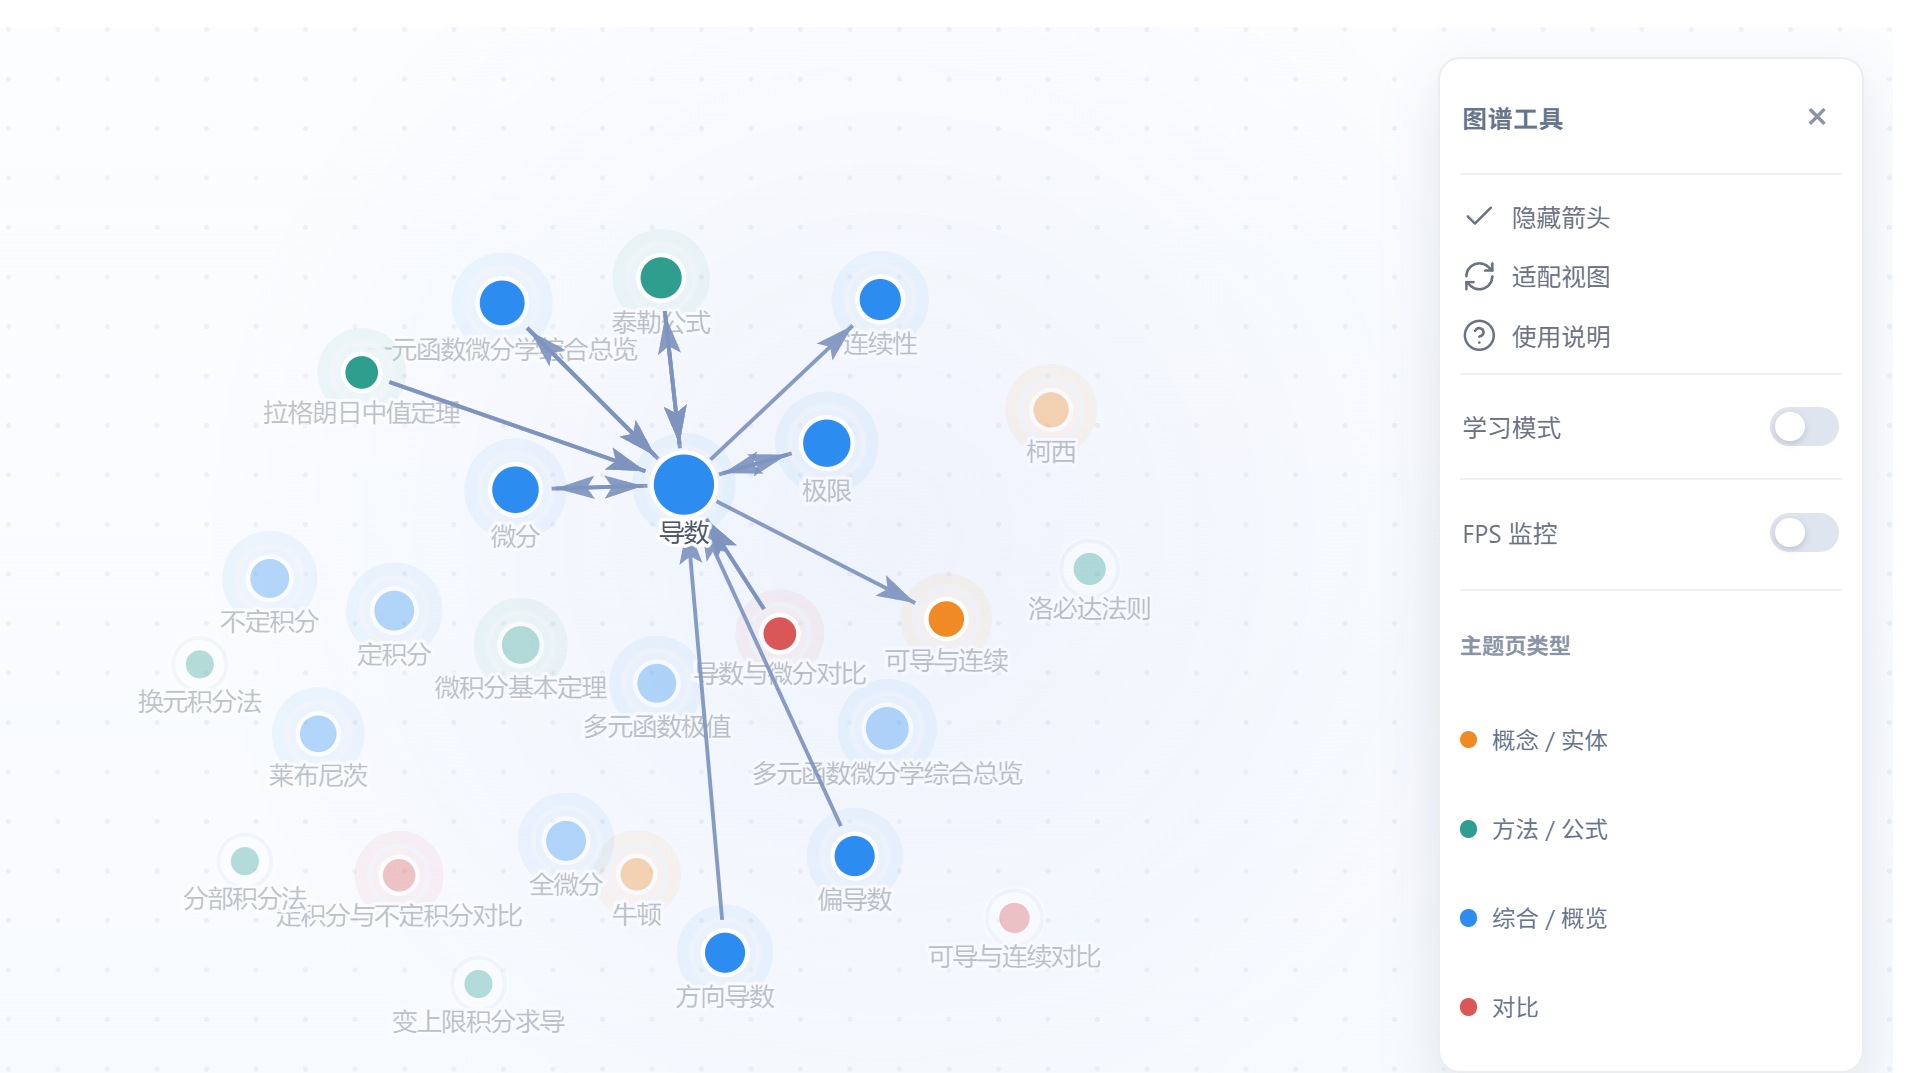 泰勒公式
连续性
一元函数微分学综合总览
拉格朗日中值定理
柯西
极限
微分
导数
不定积分
洛必达法则
定积分
导数与微分对比
可导与连续
微积分基本定理
换元积分法
多元函数极值
莱布尼茨
多元函数微分学综合总览
全微分
分部积分法
定积分与不定积分对比
牛顿
偏导数
可导与连续对比
方向导数
变上限积分求导
图谱工具
隐藏箭头
适配视图
使用说明
学习模式
FPS 监控
主题页类型
概念 / 实体
方法 / 公式
综合 / 概览
对比